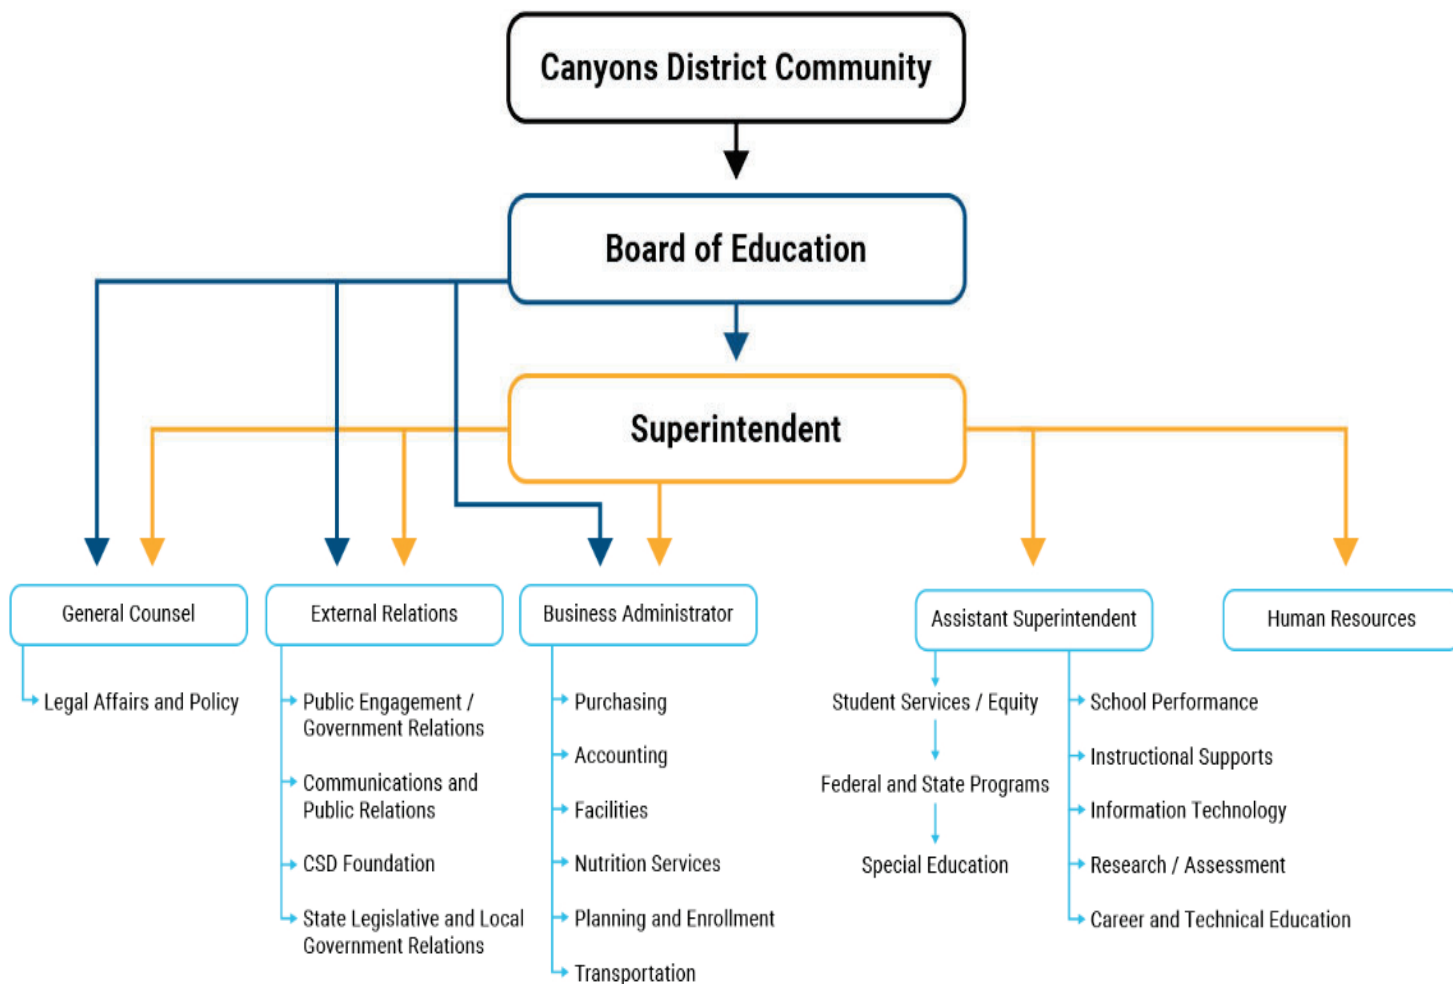 Canyons District Community
Board of Education
Superintendent
General Counsel
Legal Affairs and Policy
External Relations
Public Engagement /
Government Relations
Communications and
Public Relations
CSD Foundation
State Legislative and Local
Government Relations
Business Administrator
Purchasing
Accounting
Facilities
Nutrition Services
Planning and Enrollment
Transportation
Assistant Superintendent
Student Services / Equity
Federal and State Programs
Special Education
School Performance
Instructional Supports
Information Technology
Research / Assessment
Career and Technical Education
Human Resources